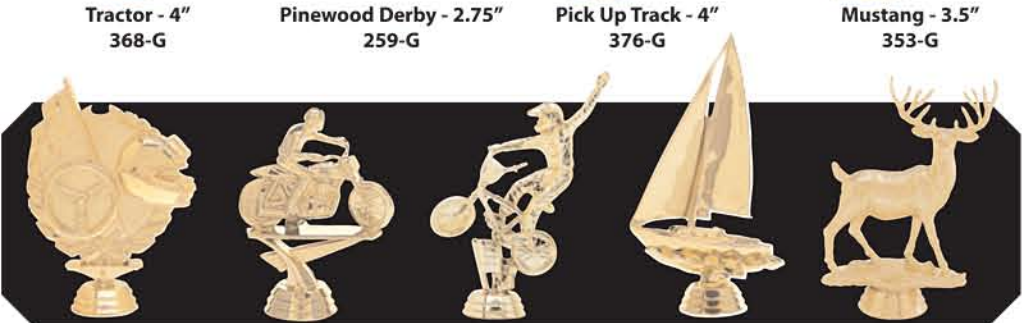 Tractor - 4”
368-G
Pinewood Derby - 2.75”
259-G
Pick Up Track - 4”
376-G
Mustang - 3.5”
353-G